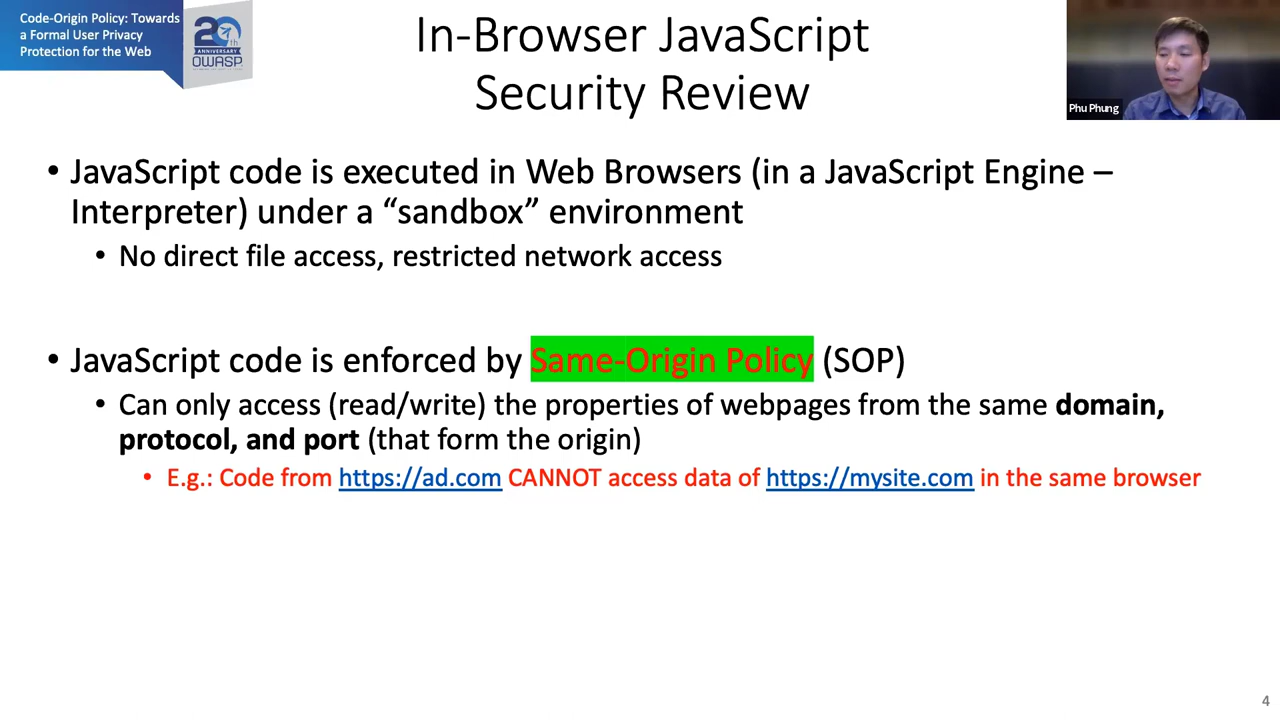 Code-Origin Policy: Towards
a Formal User Privacy
Protection for the Web
20th
ANNIVERSARY
OWASP
In-Browser JavaScript
Security Review
Phu Phung
• JavaScript code is executed in Web Browsers (in a JavaScript Engine –
Interpreter) under a “sandbox” environment
• No direct file access, restricted network access
• JavaScript code is enforced by Same-Origin Policy (SOP)
• Can only access (read/write) the properties of webpages from the same domain,
protocol, and port (that form the origin)
• E.g.: Code from https://ad.com CANNOT access data of https://mysite.com in the same browser
4